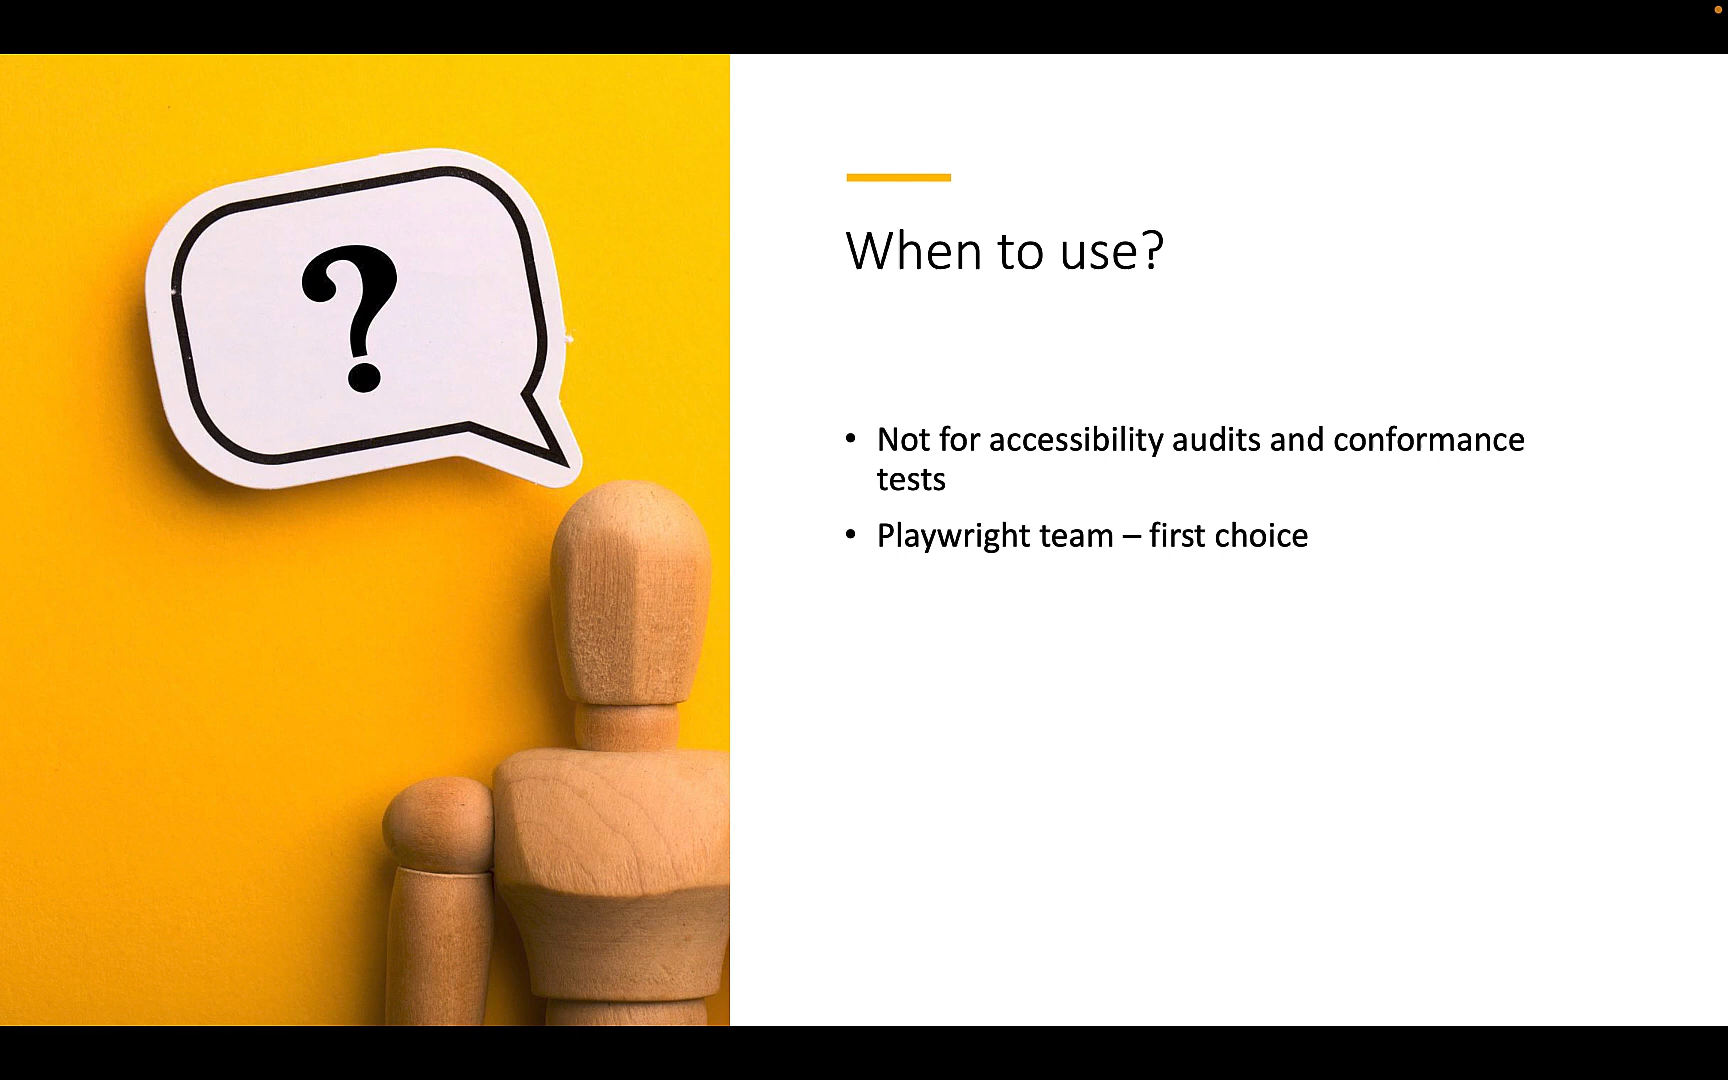 ?
When to use?
• Not for accessibility audits and conformance
tests
• Playwright team – first choice